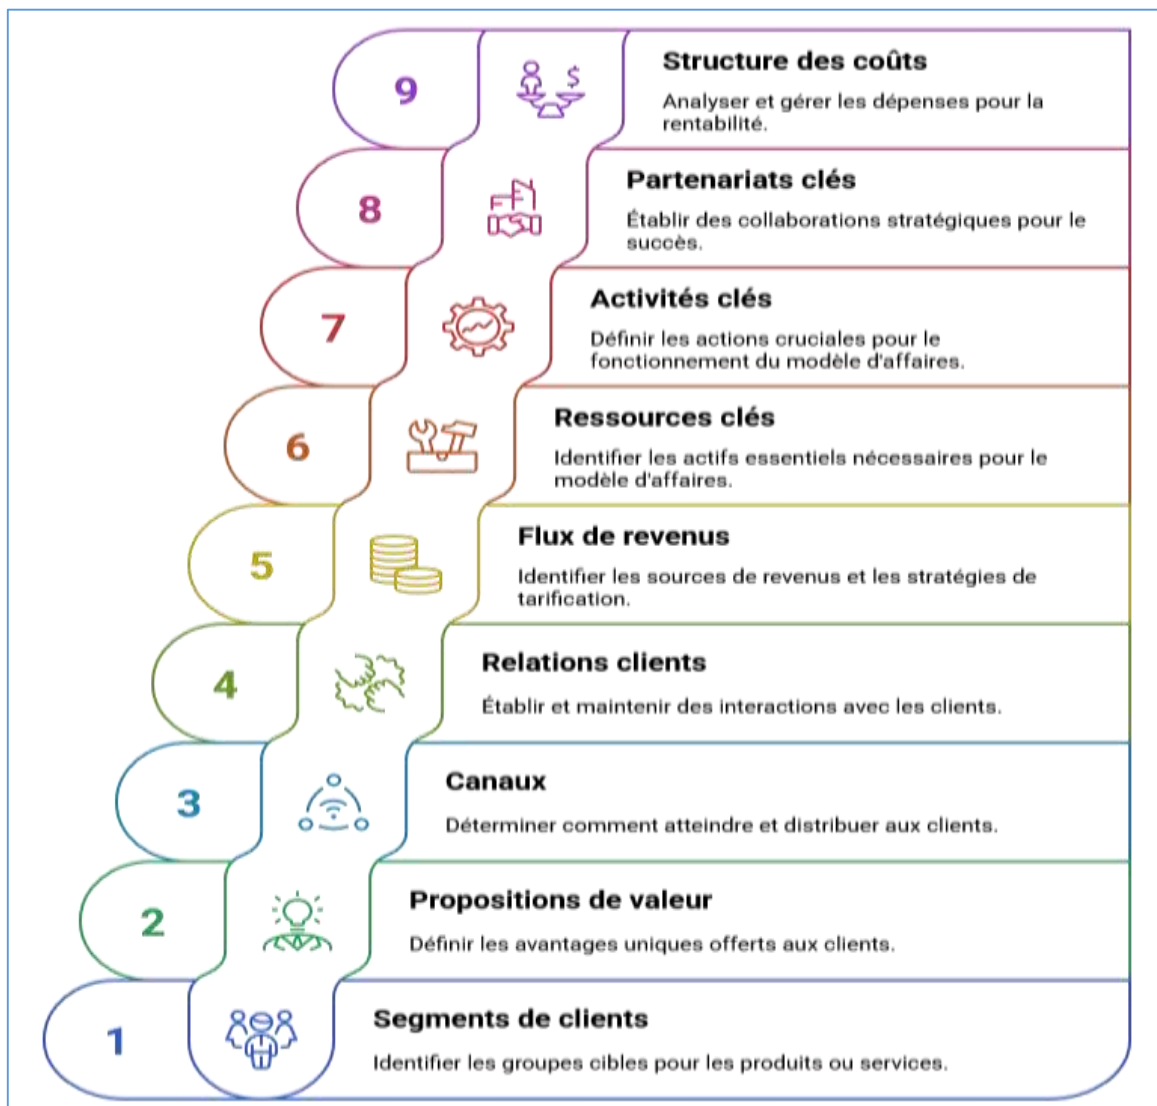 9
$
Structure des coûts
Analyser et gérer les dépenses pour la
rentabilité.
8
Partenariats clés
Établir des collaborations stratégiques pour le
succès.
7
Activités clés
Définir les actions cruciales pour le
fonctionnement du modèle d'affaires.
6
Ressources clés
Identifier les actifs essentiels nécessaires pour le
modèle d'affaires.
5
Flux de revenus
Identifier les sources de revenus et les stratégies de
tarification.
4
Relations clients
Établir et maintenir des interactions avec les clients.
3
Canaux
Déterminer comment atteindre et distribuer aux clients.
2
Propositions de valeur
Définir les avantages uniques offerts aux clients.
1
Segments de clients
Identifier les groupes cibles pour les produits ou services.